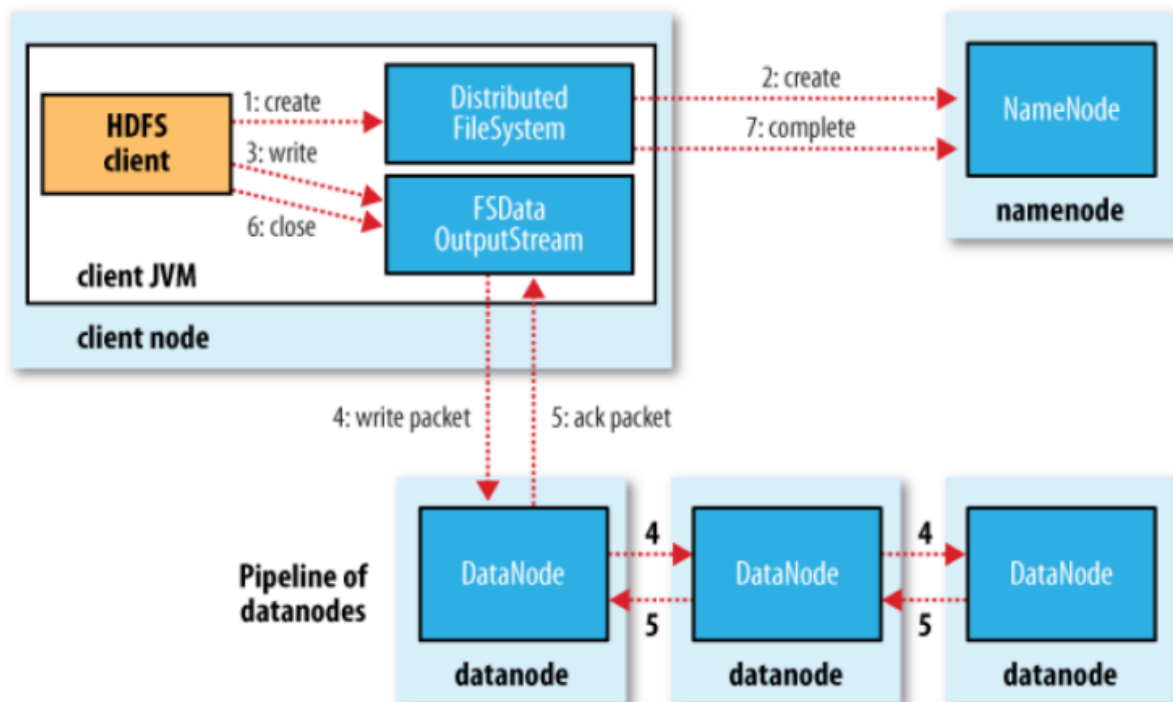 HDFS
client
1: create
3: write
6: close
Distributed
FileSystem
FSData
OutputStream
client JVM
client node
2: create
7: complete
NameNode
namenode
4: write packet
5: ack packet
Pipeline of
datanodes
DataNode
datanode
4
5
DataNode
datanode
4
5
DataNode
datanode